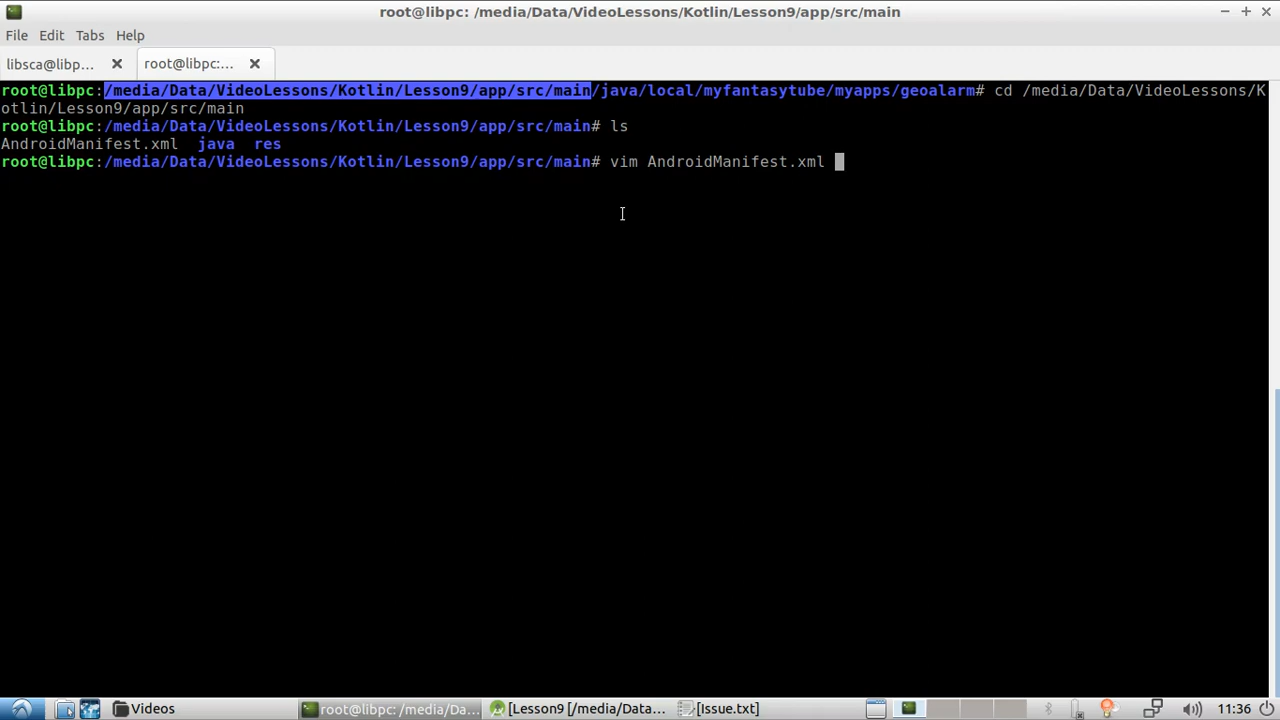 root@libpc: /media/Data/VideoLessons/Kotlin/Lesson9/app/src/main
File Edit Tabs Help
libsca@libp...
root@libpc:...
root@libpc:/media/Data/VideoLessons/Kotlin/Lesson9/app/src/main/java/local/myfantasytube/myapps/geoalarm# cd /media/Data/VideoLessons/K
otlin/Lesson9/app/src/main
root@libpc:/media/Data/VideoLessons/Kotlin/Lesson9/app/src/main# ls
AndroidManifest.xml java res
root@libpc:/media/Data/VideoLessons/Kotlin/Lesson9/app/src/main# vim AndroidManifest.xml
Videos root@libpc: /media/Da... [Lesson9 [/media/Data... [Issue.txt] 11:36